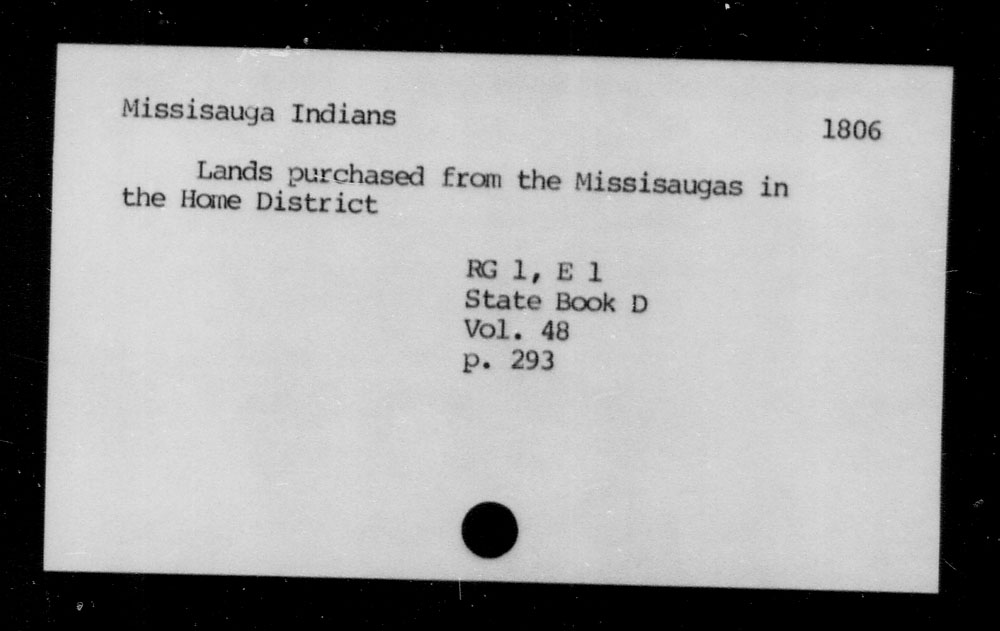 Missisauga Indians
1806
Lands purchased from the Missisaugas in
the Home District
RG 1, E 1
State Book D
Vol. 48
p. 293